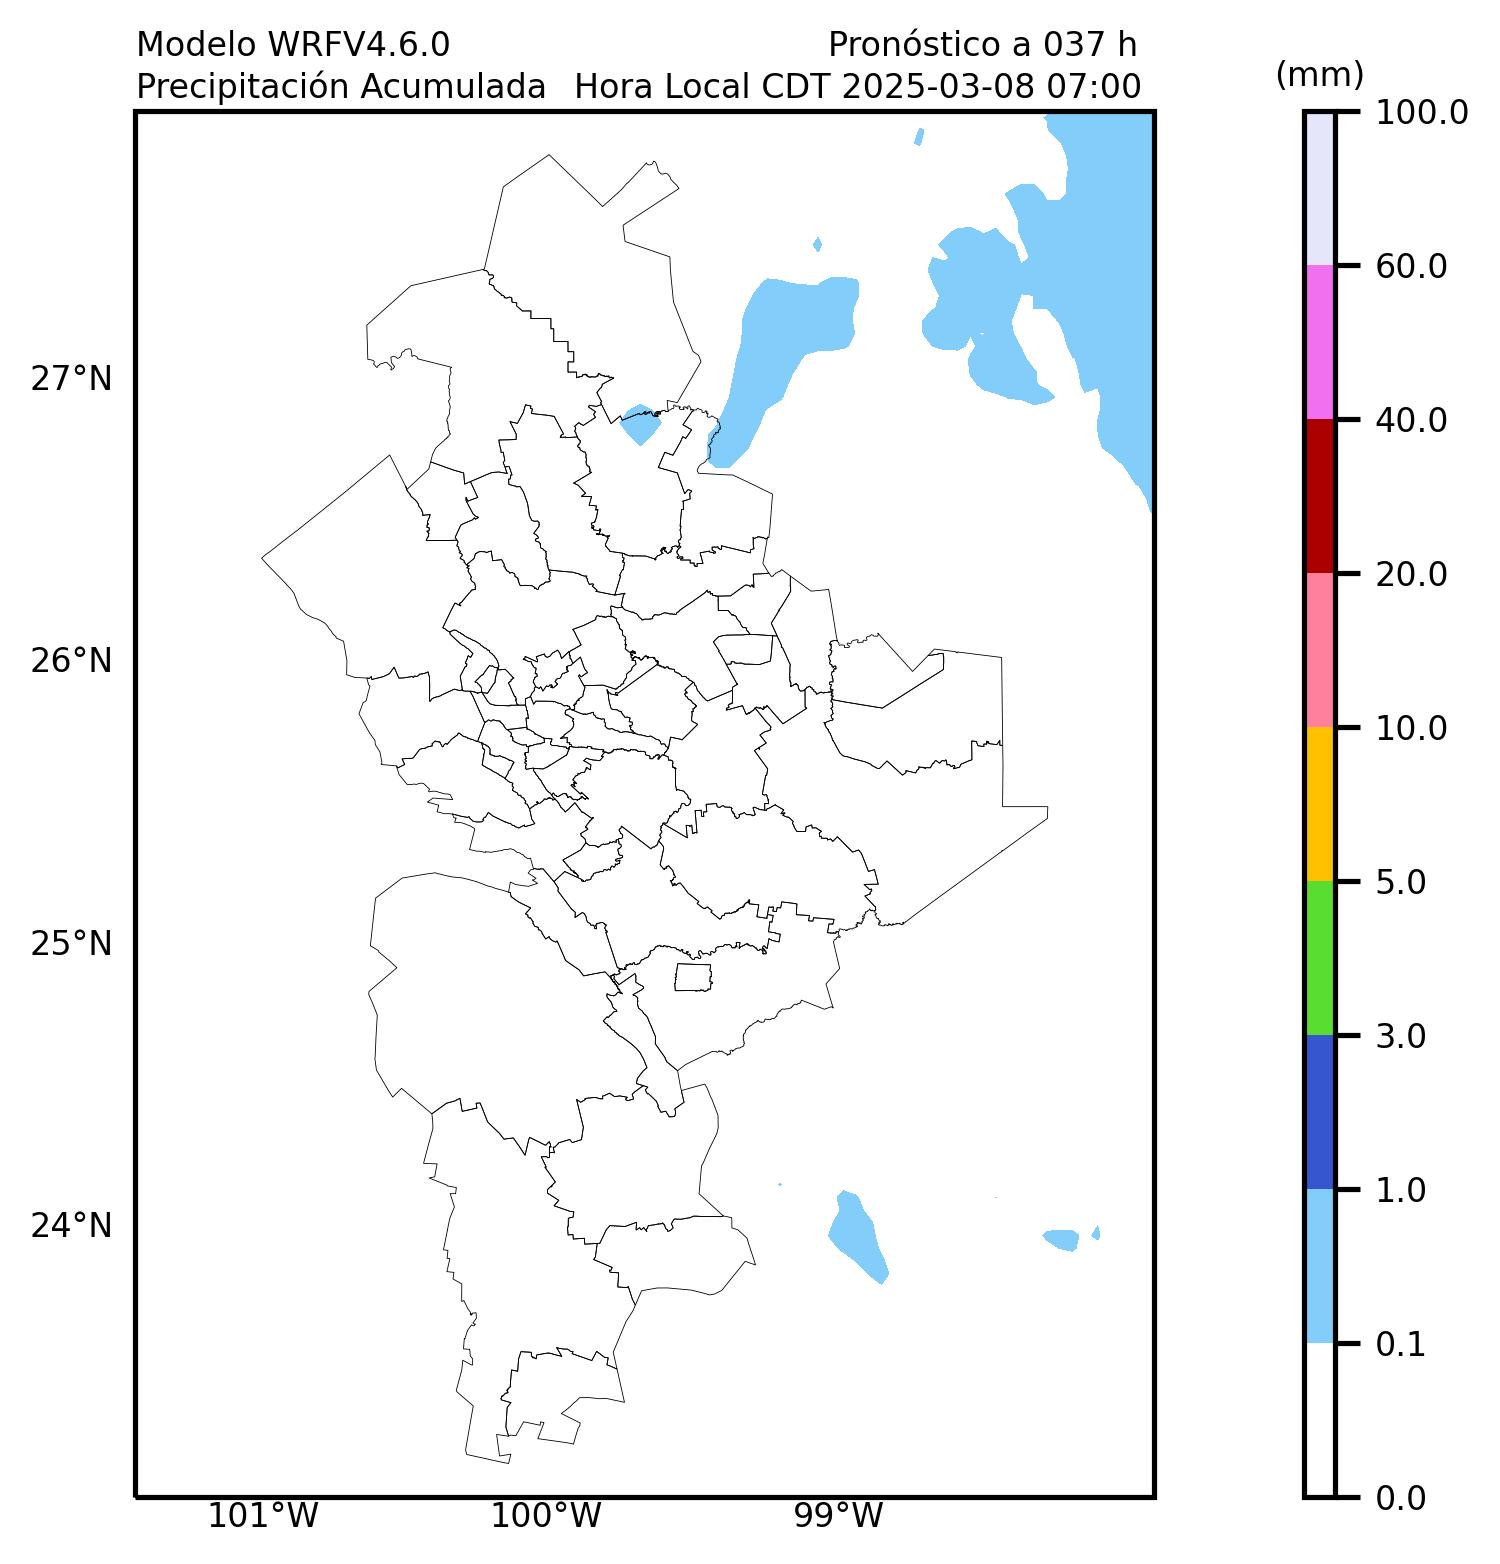 Modelo WRFV4.6.0 Pronóstico a 037 h
Precipitación Acumulada Hora Local CDT 2025-03-08 07:00
(mm)
100.0
60.0
40.0
20.0
10.0
5.0
3.0
1.0
0.1
0.0
27°N
26°N
25°N
24°N
101°W 100°W 99°W